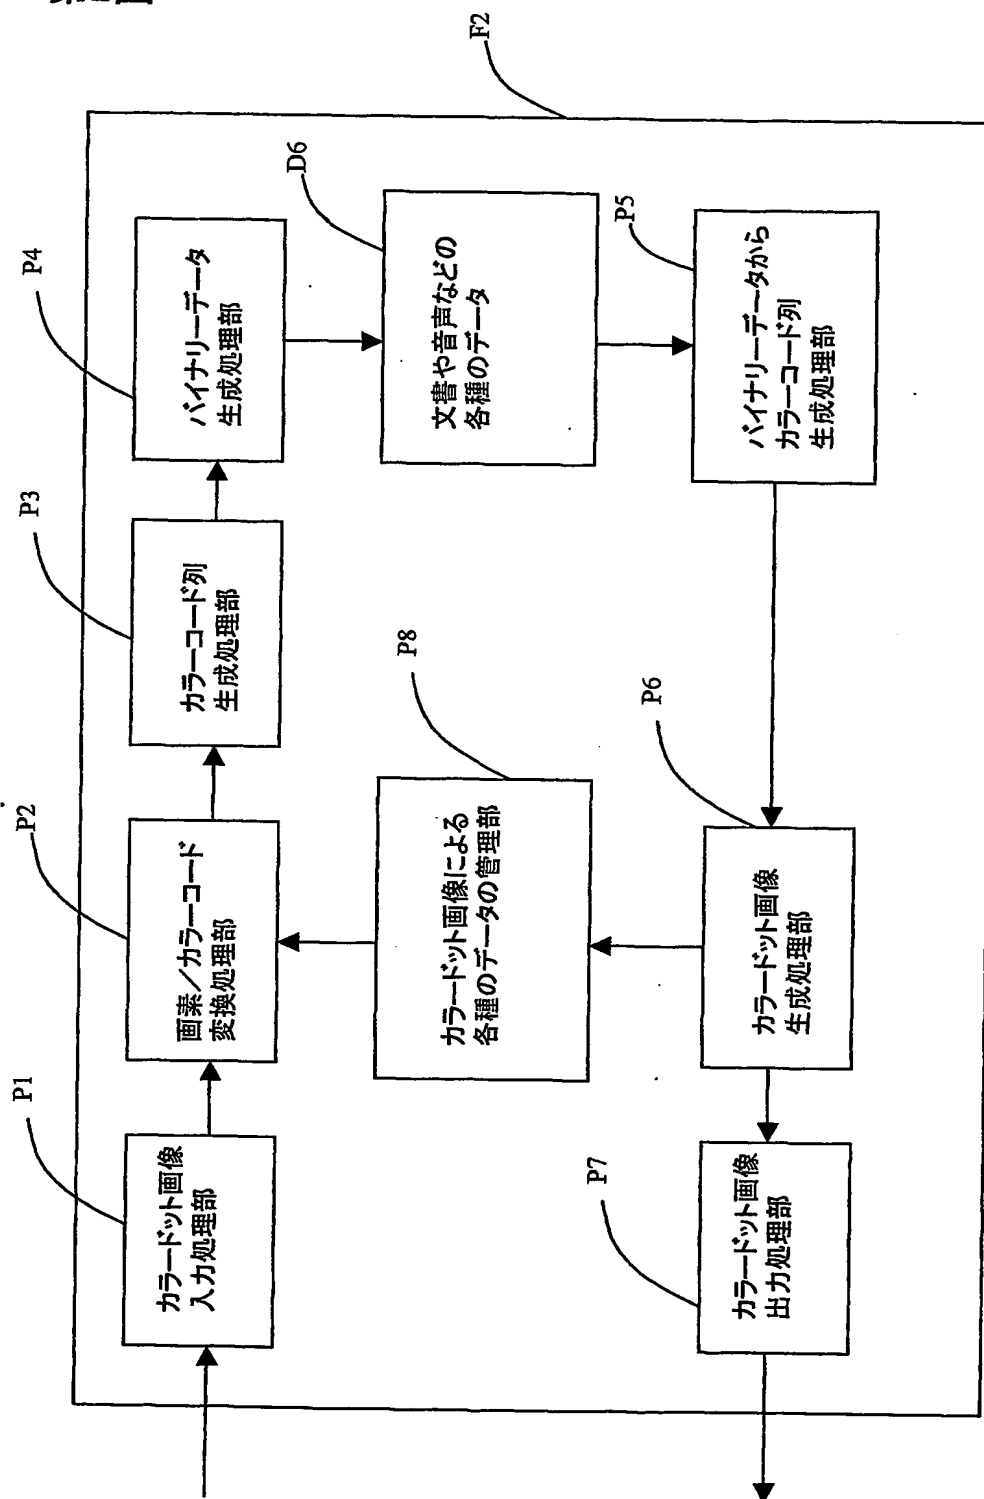 F2
P1
カラードット画像
入力処理部
P2
画素/カラーコード
変換処理部
P3
カラーコード列
生成処理部
P4
バイナリーデータ
生成処理部
D6
文書や音声などの
各種のデータ
P8
カラードット画像による
各種のデータの管理部
P5
バイナリーデータから
カラーコード列
生成処理部
P6
カラードット画像
生成処理部
P7
カラードット画像
出力処理部